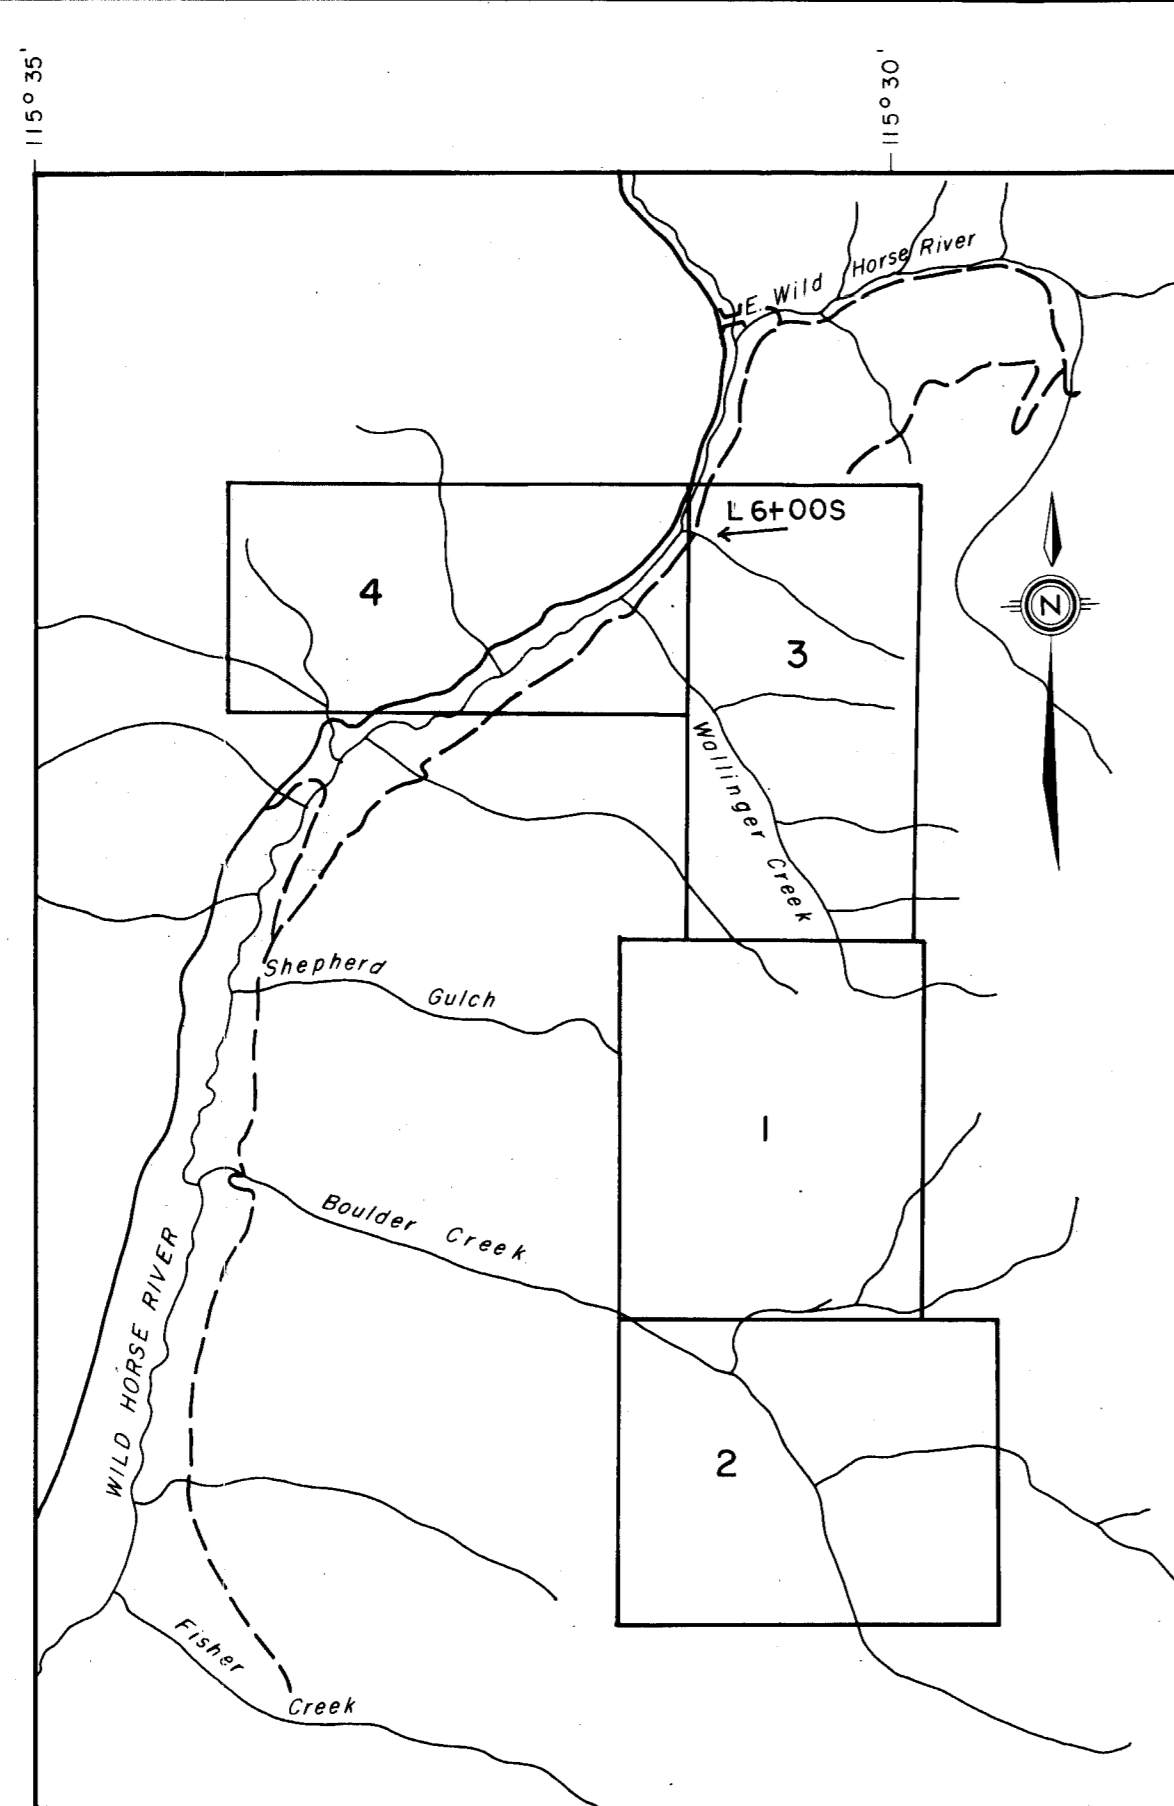 115° 35'
115° 30'
E. Wild Horse River
L 6+00S
4
3
N
Wallinger Creek
Shepherd Gulch
1
Boulder Creek
WILD HORSE RIVER
2
Fisher Creek